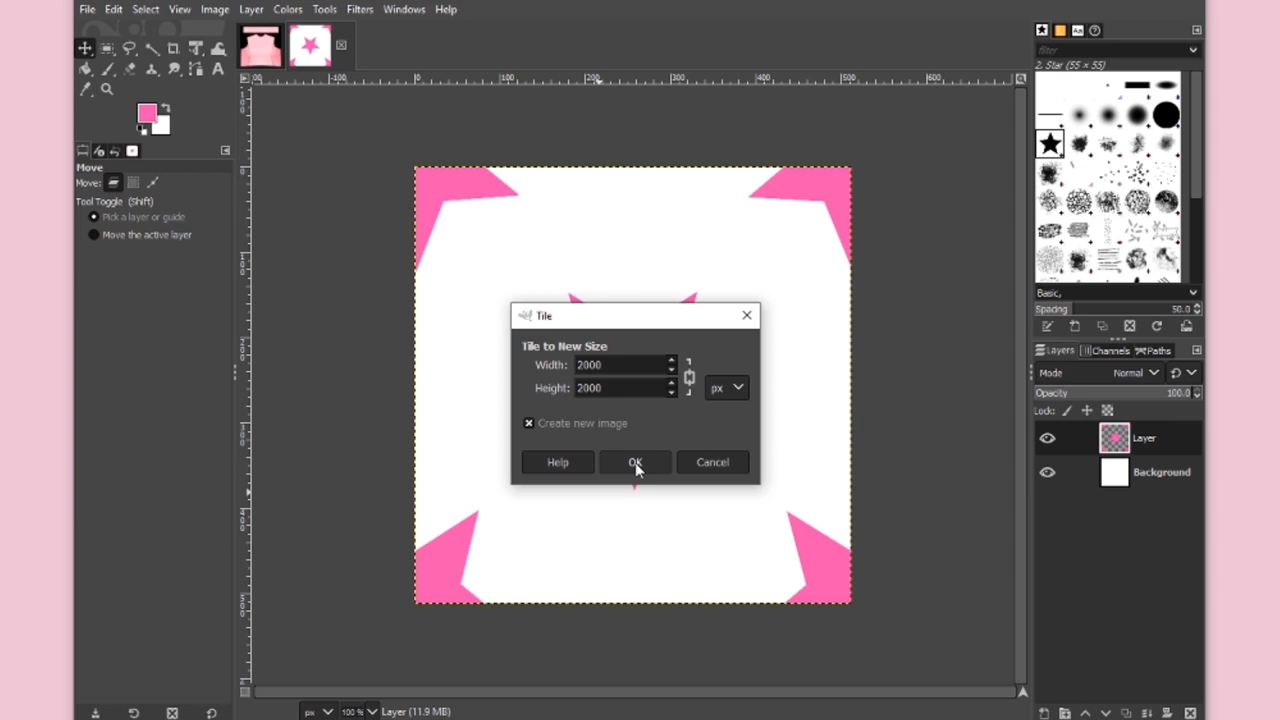 File Edit Select View Image Layer Colors Tools Filters Windows Help
filter
2. Star (55 × 55)
Move
Move:
Tool Toggle (Shift)
Pick a layer or guide
Move the active layer
Tile
Tile to New Size
Width: 2000
Height: 2000
px
Create new image
Help OK Cancel
Basic,
Spacing 50.0
Layers Channels Paths
Mode Normal
Opacity 100.0
Lock:
Layer
Background
px 100 % Layer (11.9 MB)